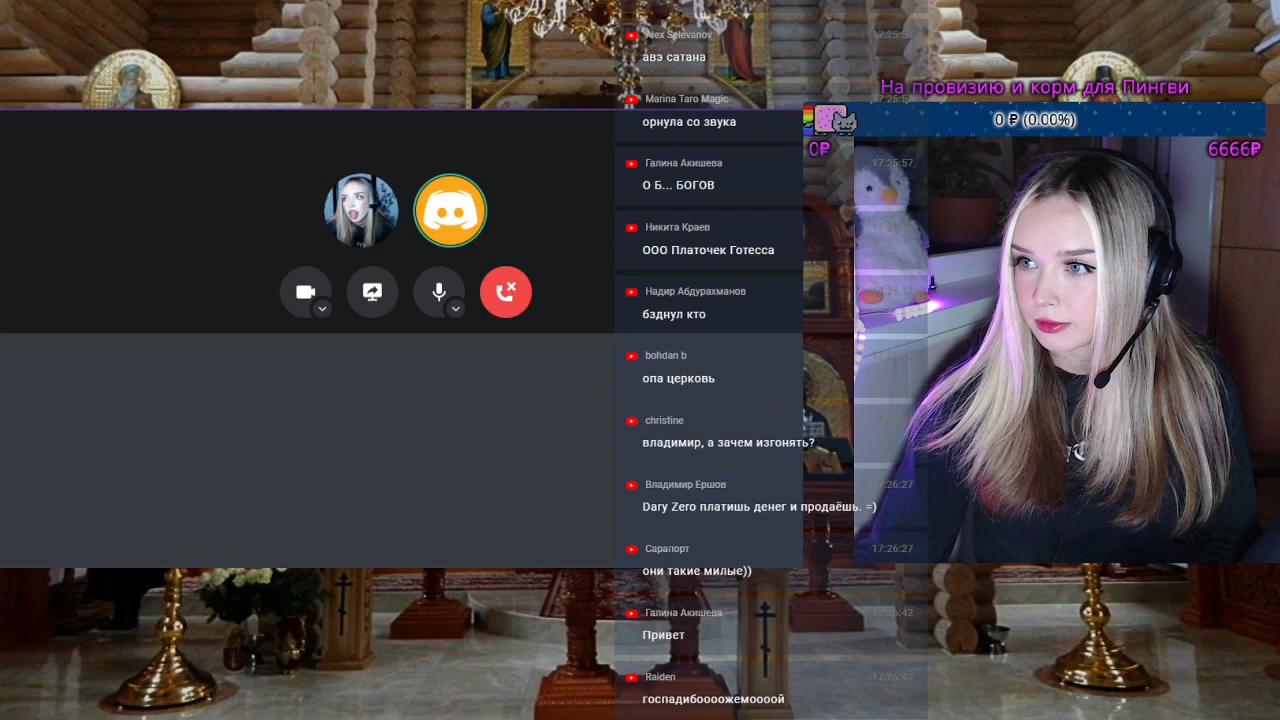 Alex Selevanov
авэ сатана
Marina Taro Magic
орнула со звука
Галина Акишева
17:25:57
О Б... БОГОВ
Никита Краев
ООО Платочек Готесса
Надир Абдурахманов
бзднул кто
bohdan b
опа церковь
christine
владимир, а зачем изгонять?
Владимир Ершов
:26:27
Dary Zero платишь денег и продаёшь. =)
Сарапорт
17:26:27
они такие милые))
Галина Акишева
17:26:42
Привет
Raiden
17:26:42
госпадибоооожемоооой
На провизию и корм для Пингви
0 ₽ (0.00%)
0₽
6666₽